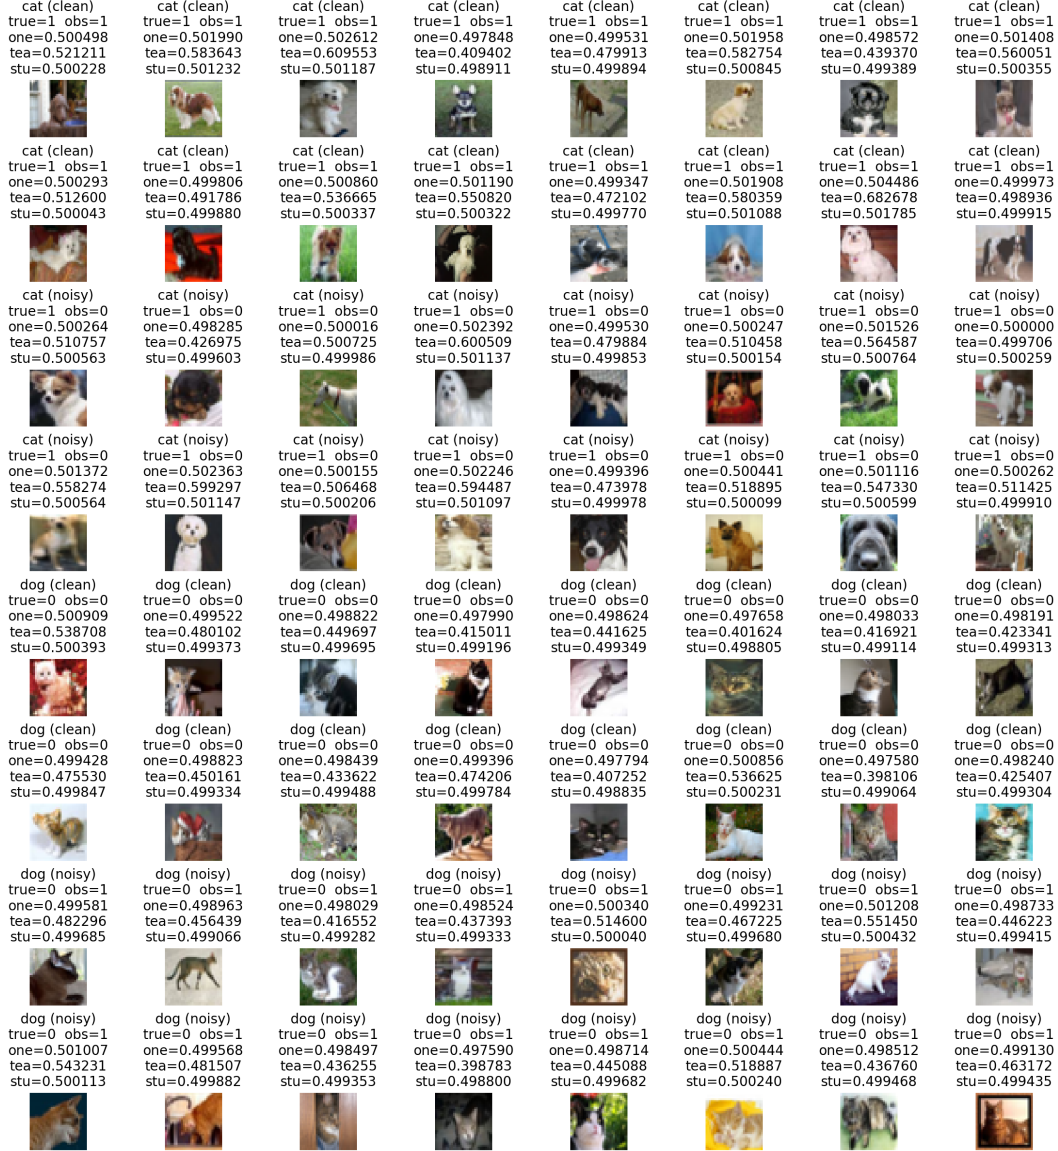 cat (clean) cat (clean) cat (clean) cat (clean) cat (clean) cat (clean) cat (clean) cat (clean)
true=1 obs=1 true=1 obs=1 true=1 obs=1 true=1 obs=1 true=1 obs=1 true=1 obs=1 true=1 obs=1 true=1 obs=1
one=0.500498 one=0.501990 one=0.502612 one=0.497848 one=0.499531 one=0.501958 one=0.498572 one=0.501408
tea=0.521211 tea=0.583643 tea=0.609553 tea=0.409402 tea=0.479913 tea=0.582754 tea=0.439370 tea=0.560051
stu=0.500228 stu=0.501232 stu=0.501187 stu=0.498911 stu=0.499894 stu=0.500845 stu=0.499389 stu=0.500355
cat (clean) cat (clean) cat (clean) cat (clean) cat (clean) cat (clean) cat (clean) cat (clean)
true=1 obs=1 true=1 obs=1 true=1 obs=1 true=1 obs=1 true=1 obs=1 true=1 obs=1 true=1 obs=1 true=1 obs=1
one=0.500293 one=0.499806 one=0.500860 one=0.501190 one=0.499347 one=0.501908 one=0.504486 one=0.499973
tea=0.512600 tea=0.491786 tea=0.536665 tea=0.550820 tea=0.472102 tea=0.580359 tea=0.682678 tea=0.498936
stu=0.500043 stu=0.499880 stu=0.500337 stu=0.500322 stu=0.499770 stu=0.501088 stu=0.501785 stu=0.499915
cat (noisy) cat (noisy) cat (noisy) cat (noisy) cat (noisy) cat (noisy) cat (noisy) cat (noisy)
true=1 obs=0 true=1 obs=0 true=1 obs=0 true=1 obs=0 true=1 obs=0 true=1 obs=0 true=1 obs=0 true=1 obs=0
one=0.500264 one=0.498285 one=0.500016 one=0.502392 one=0.499530 one=0.500247 one=0.501526 one=0.500000
tea=0.510757 tea=0.426975 tea=0.500725 tea=0.600509 tea=0.479884 tea=0.510458 tea=0.564587 tea=0.499706
stu=0.500563 stu=0.499603 stu=0.499986 stu=0.501137 stu=0.499853 stu=0.500154 stu=0.500764 stu=0.500259
cat (noisy) cat (noisy) cat (noisy) cat (noisy) cat (noisy) cat (noisy) cat (noisy) cat (noisy)
true=1 obs=0 true=1 obs=0 true=1 obs=0 true=1 obs=0 true=1 obs=0 true=1 obs=0 true=1 obs=0 true=1 obs=0
one=0.501372 one=0.502363 one=0.500155 one=0.502246 one=0.499396 one=0.500441 one=0.501116 one=0.500262
tea=0.558274 tea=0.599297 tea=0.506468 tea=0.594487 tea=0.473978 tea=0.518895 tea=0.547330 tea=0.511425
stu=0.500564 stu=0.501147 stu=0.500206 stu=0.501097 stu=0.499978 stu=0.500099 stu=0.500599 stu=0.499910
dog (clean) dog (clean) dog (clean) dog (clean) dog (clean) dog (clean) dog (clean) dog (clean)
true=0 obs=0 true=0 obs=0 true=0 obs=0 true=0 obs=0 true=0 obs=0 true=0 obs=0 true=0 obs=0 true=0 obs=0
one=0.500909 one=0.499522 one=0.498822 one=0.497990 one=0.498624 one=0.497658 one=0.498033 one=0.498191
tea=0.538708 tea=0.480102 tea=0.449697 tea=0.415011 tea=0.441625 tea=0.401624 tea=0.416921 tea=0.423341
stu=0.500393 stu=0.499373 stu=0.499695 stu=0.499196 stu=0.499349 stu=0.498805 stu=0.499114 stu=0.499313
dog (clean) dog (clean) dog (clean) dog (clean) dog (clean) dog (clean) dog (clean) dog (clean)
true=0 obs=0 true=0 obs=0 true=0 obs=0 true=0 obs=0 true=0 obs=0 true=0 obs=0 true=0 obs=0 true=0 obs=0
one=0.499428 one=0.498823 one=0.498439 one=0.499396 one=0.497794 one=0.500856 one=0.497580 one=0.498240
tea=0.475530 tea=0.450161 tea=0.433622 tea=0.474206 tea=0.407252 tea=0.536625 tea=0.398106 tea=0.425407
stu=0.499847 stu=0.499334 stu=0.499488 stu=0.499784 stu=0.498835 stu=0.500231 stu=0.499064 stu=0.499304
dog (noisy) dog (noisy) dog (noisy) dog (noisy) dog (noisy) dog (noisy) dog (noisy) dog (noisy)
true=0 obs=1 true=0 obs=1 true=0 obs=1 true=0 obs=1 true=0 obs=1 true=0 obs=1 true=0 obs=1 true=0 obs=1
one=0.499581 one=0.498963 one=0.498029 one=0.498524 one=0.500340 one=0.499231 one=0.501208 one=0.498733
tea=0.482296 tea=0.456439 tea=0.416552 tea=0.437393 tea=0.514600 tea=0.467225 tea=0.551450 tea=0.446223
stu=0.499685 stu=0.499066 stu=0.499282 stu=0.499333 stu=0.500040 stu=0.499680 stu=0.500432 stu=0.499415
dog (noisy) dog (noisy) dog (noisy) dog (noisy) dog (noisy) dog (noisy) dog (noisy) dog (noisy)
true=0 obs=1 true=0 obs=1 true=0 obs=1 true=0 obs=1 true=0 obs=1 true=0 obs=1 true=0 obs=1 true=0 obs=1
one=0.501007 one=0.499568 one=0.498497 one=0.497590 one=0.498714 one=0.500444 one=0.498512 one=0.499130
tea=0.543231 tea=0.481507 tea=0.436255 tea=0.398783 tea=0.445088 tea=0.518887 tea=0.436760 tea=0.463172
stu=0.500113 stu=0.499882 stu=0.499353 stu=0.498800 stu=0.499682 stu=0.500240 stu=0.499468 stu=0.499435